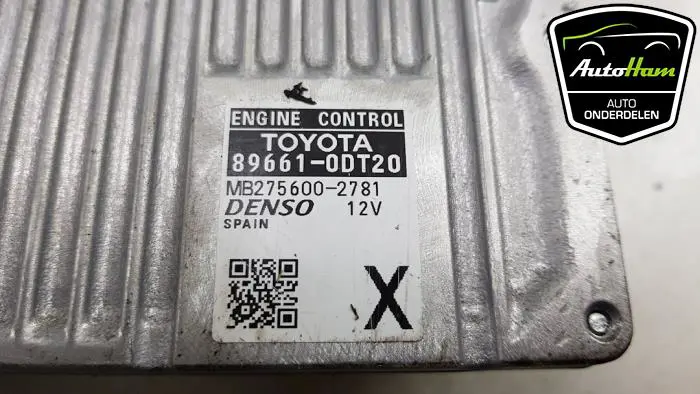 AutoHam
AUTO
ONDERDELEN
ENGINE CONTROL
TOYOTA
89661-0DT20
MB275600-2781
DENSO 12V
SPAIN
X